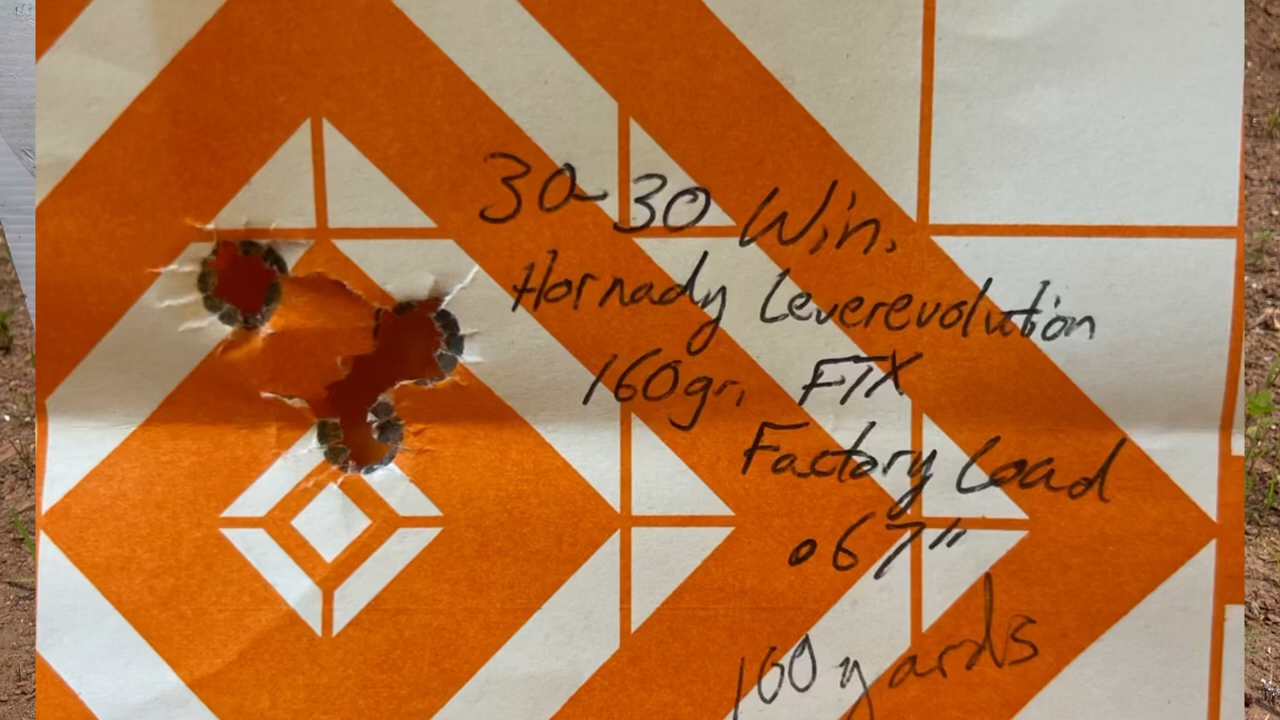 30-30 Win.
Hornady Leverevolution
160gr. FTX
Factory Load
.67"
100 yards